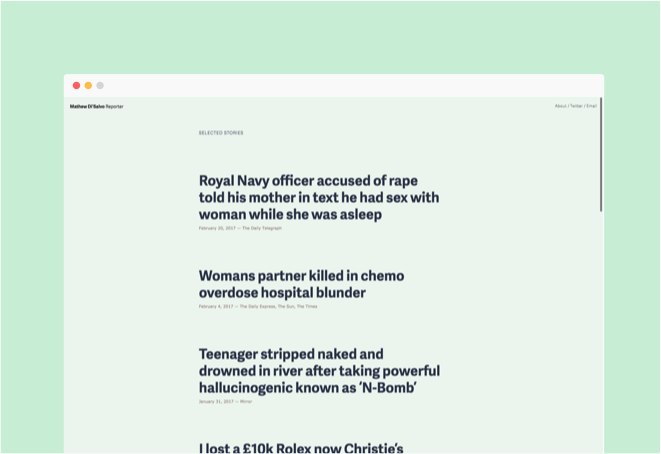 Mathew Di'Salvo Reporter
About / Twitter / Email
SELECTED STORIES
Royal Navy officer accused of rape
told his mother in text he had sex with
woman while she was asleep
February 20, 2017 — The Daily Telegraph
Womans partner killed in chemo
overdose hospital blunder
February 4, 2017 — The Daily Express, The Sun, The Times
Teenager stripped naked and
drowned in river after taking powerful
hallucinogenic known as ‘N-Bomb’
January 31, 2017 — Mirror
I lost a £10k Rolex now Christie’s